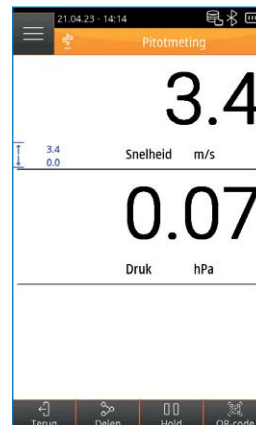 21.04.23 - 14:14
Pitotmeting
3.4
3.4
0.0
Snelheid m/s
0.07
Druk hPa
Terug Delen Hold QR-code